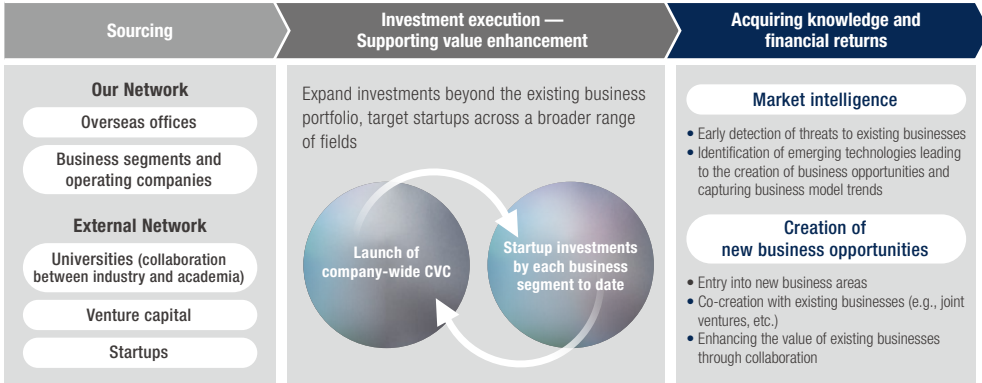 Sourcing
Investment execution —
Supporting value enhancement
Acquiring knowledge and
financial returns
Our Network
Overseas offices
Business segments and
operating companies
External Network
Universities (collaboration
between industry and academia)
Venture capital
Startups
Expand investments beyond the existing business
portfolio, target startups across a broader range
of fields
Launch of
company-wide CVC
Startup investments
by each business
segment to date
Market intelligence
• Early detection of threats to existing businesses
• Identification of emerging technologies leading
to the creation of business opportunities and
capturing business model trends
Creation of
new business opportunities
• Entry into new business areas
• Co-creation with existing businesses (e.g., joint
ventures, etc.)
• Enhancing the value of existing businesses
through collaboration